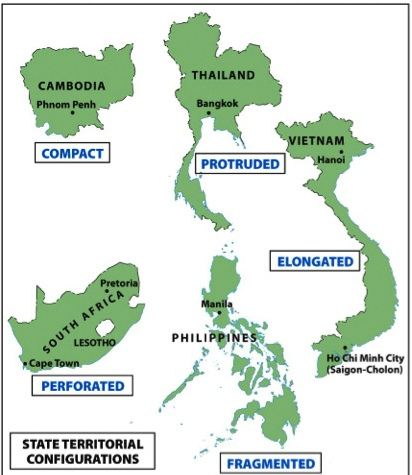 CAMBODIA
Phnom Penh
COMPACT
THAILAND
Bangkok
PROTRUDED
VIETNAM
Hanoi
ELONGATED
Ho Chi Minh City
(Saigon-Cholon)
Pretoria
SOUTH AFRICA
LESOTHO
Cape Town
PERFORATED
Manila
PHILIPPINES
FRAGMENTED
STATE TERRITORIAL
CONFIGURATIONS